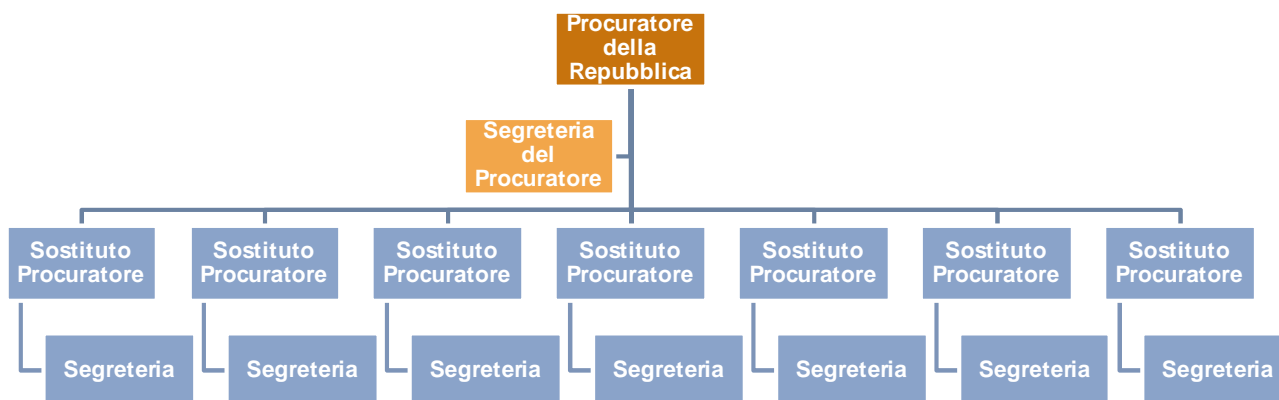 Procuratore
della
Repubblica
Segreteria
del
Procuratore
Sostituto
Procuratore
Sostituto
Procuratore
Sostituto
Procuratore
Sostituto
Procuratore
Sostituto
Procuratore
Sostituto
Procuratore
Sostituto
Procuratore
Segreteria
Segreteria
Segreteria
Segreteria
Segreteria
Segreteria
Segreteria